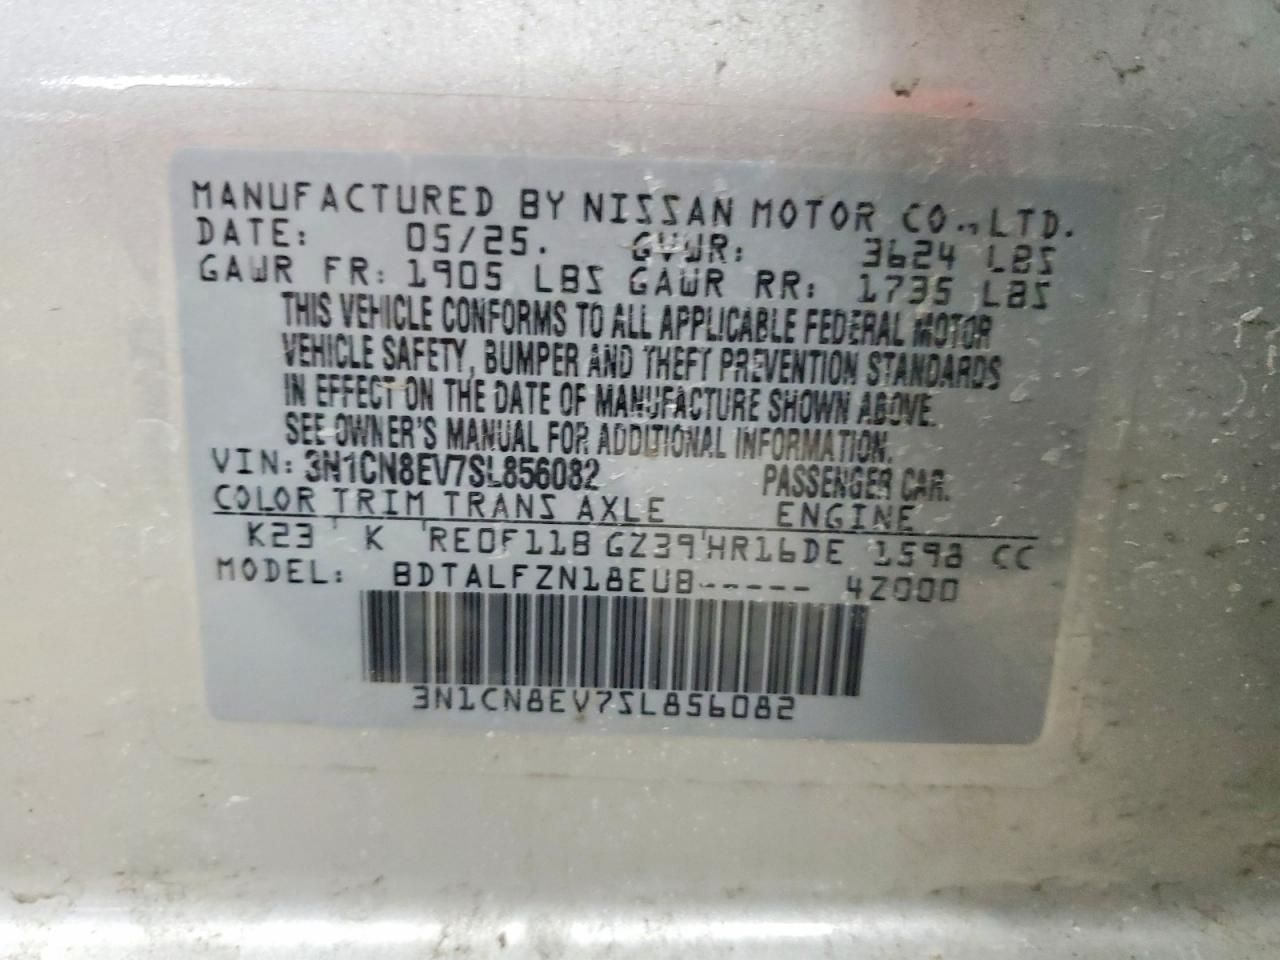 MANUFACTURED BY NISSAN MOTOR CO., LTD.
DATE: 05/25. GVWR: 3624 LBS
GAWR FR: 1905 LBS GAWR RR: 1735 LBS
THIS VEHICLE CONFORMS TO ALL APPLICABLE FEDERAL MOTOR
VEHICLE SAFETY, BUMPER AND THEFT PREVENTION STANDARDS
IN EFFECT ON THE DATE OF MANUFACTURE SHOWN ABOVE.
SEE OWNER'S MANUAL FOR ADDITIONAL INFORMATION.
VIN: 3N1CN8EV7SL856082 PASSENGER CAR.
COLOR TRIM TRANS AXLE ENGINE
K23 K RE0F11B GZ39 HR16DE 1598 CC
MODEL: BDTALFZN18EUB----- 4Z000
3N1CN8EV7SL856082